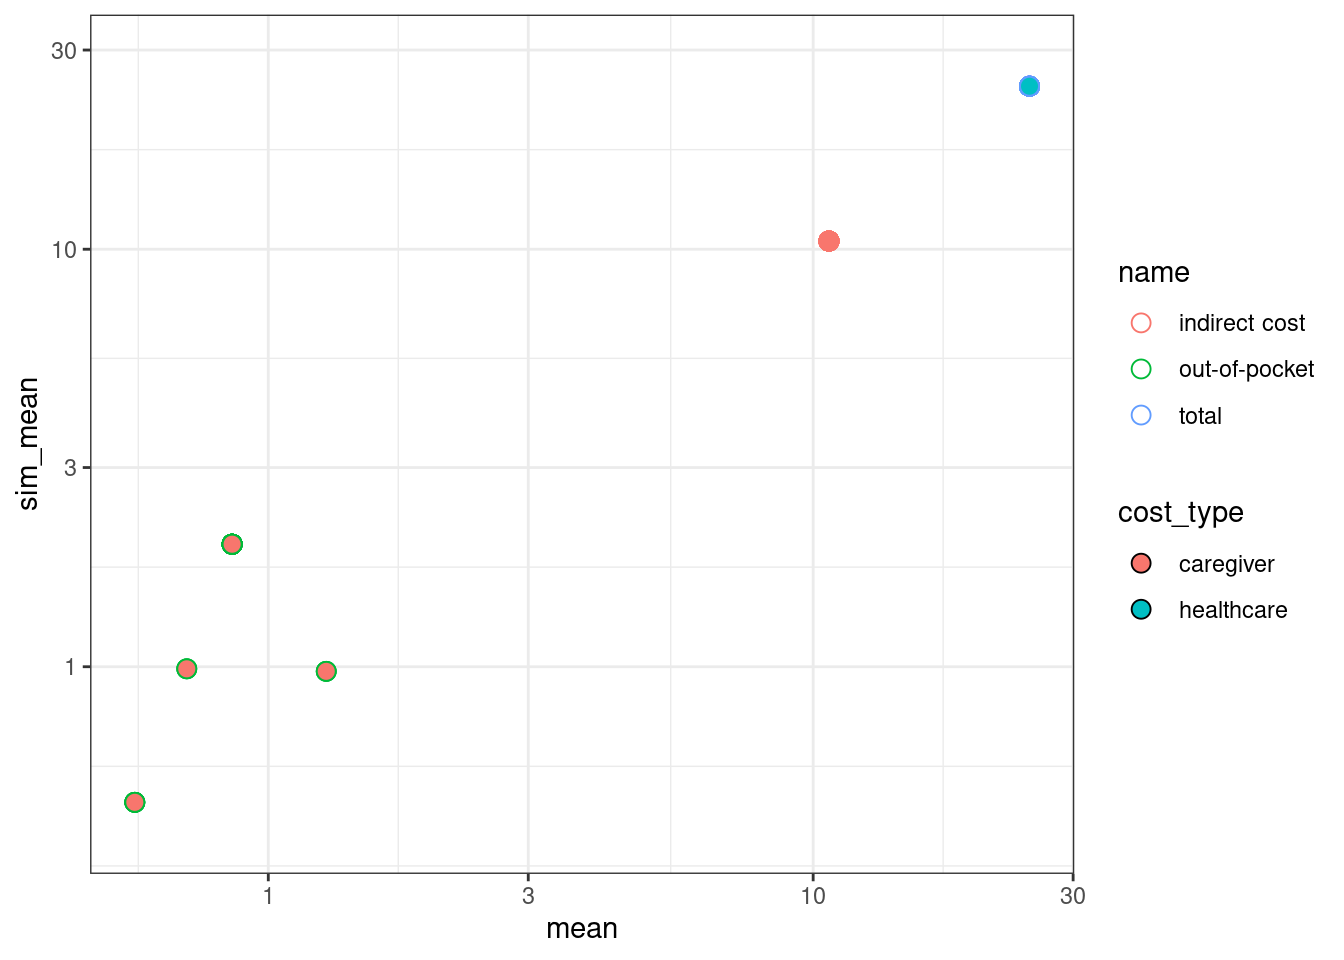 30
10
3
1
sim_mean
1
3
10
30
mean
name
indirect cost
out-of-pocket
total
cost_type
caregiver
healthcare